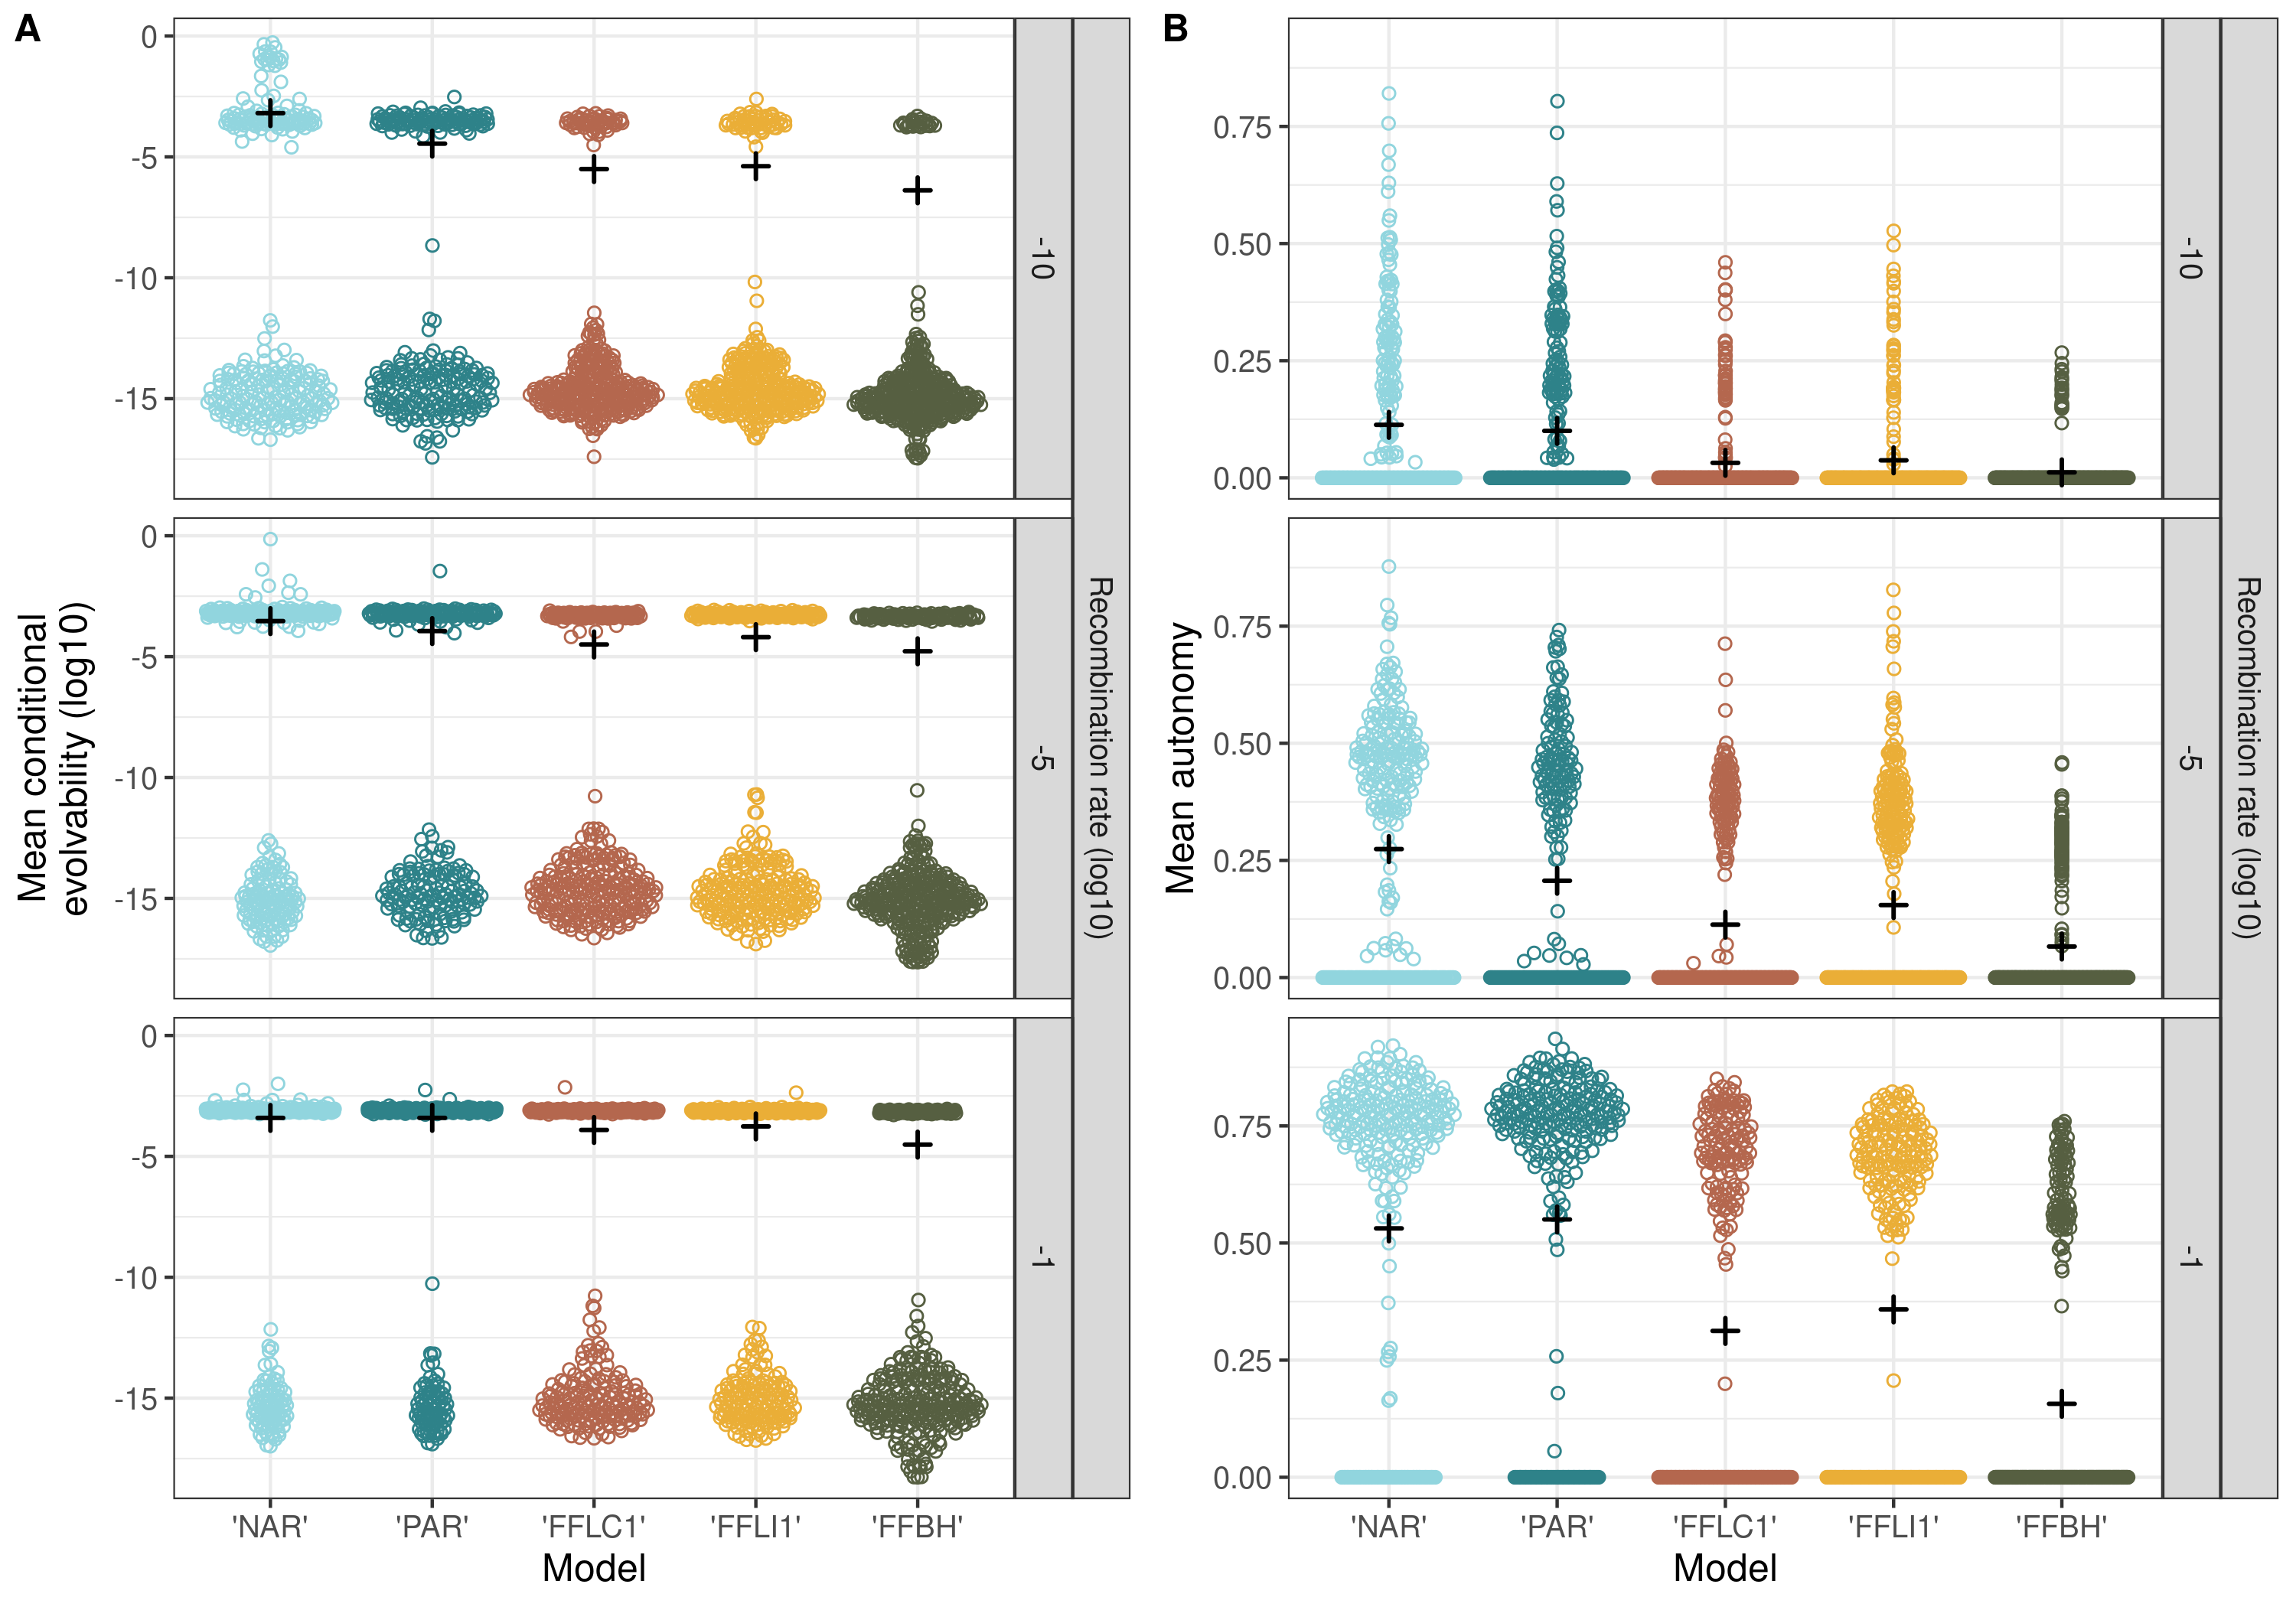 A
0
-5
-10
-15
-10
0
-5
-10
-15
-5
0
-5
-10
-15
-1
Mean conditional
evolvability (log10)
Recombination rate (log10)
'NAR' 'PAR' 'FFLC1' 'FFLI1' 'FFBH'
Model
B
0.75
0.50
0.25
0.00
-10
0.75
0.50
0.25
0.00
-5
0.75
0.50
0.25
0.00
-1
Mean autonomy
Recombination rate (log10)
'NAR' 'PAR' 'FFLC1' 'FFLI1' 'FFBH'
Model